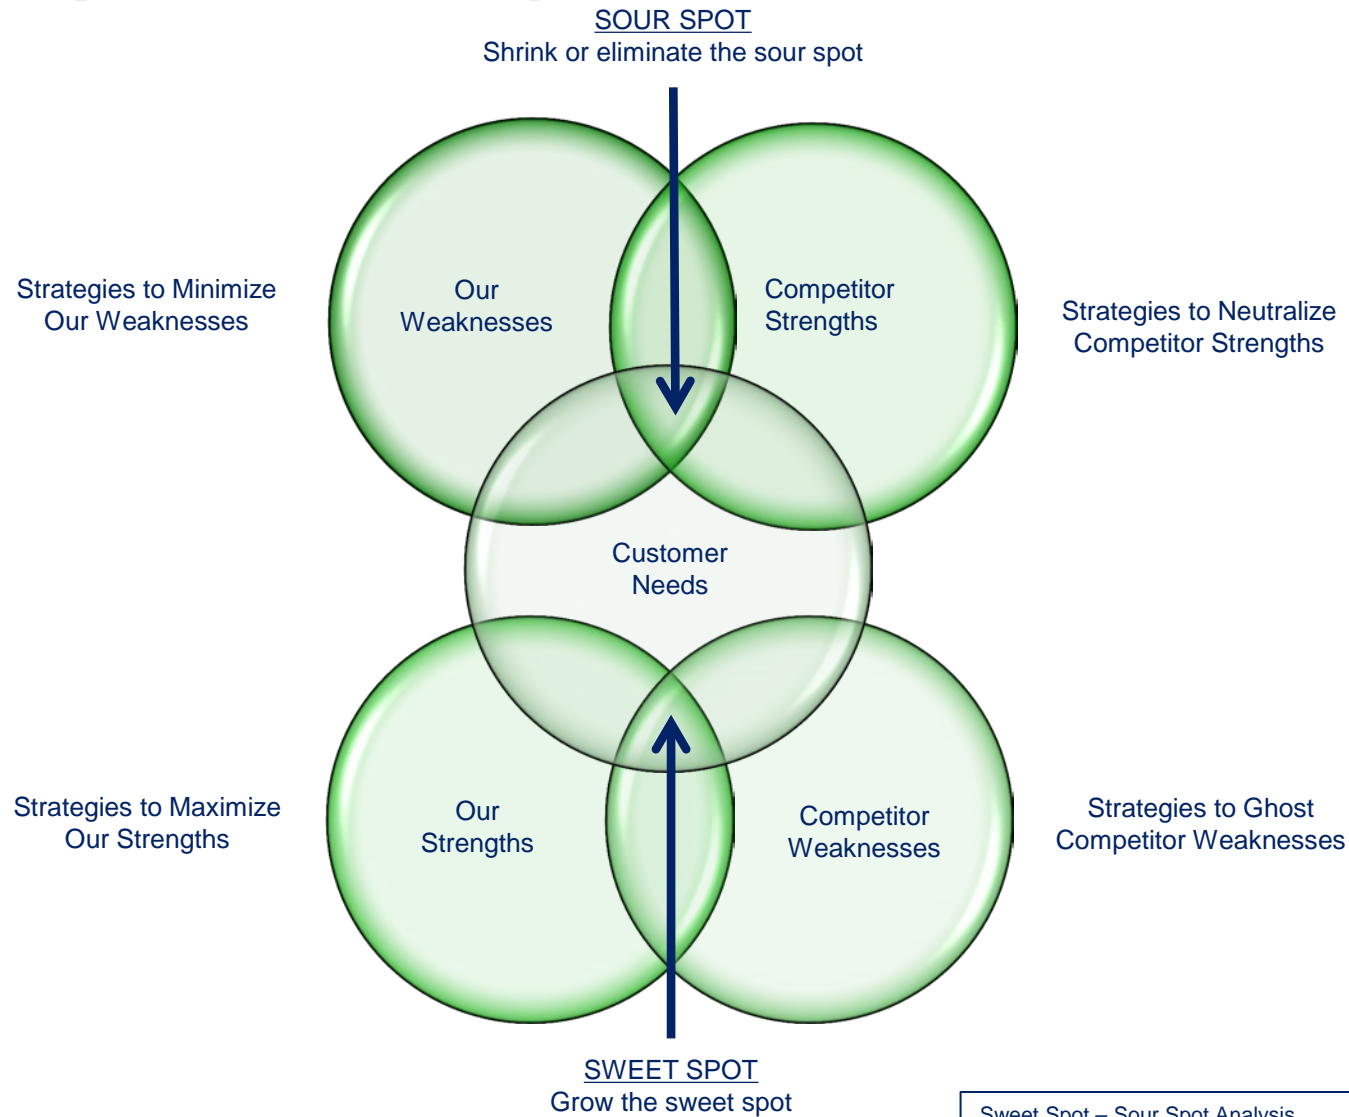 SOUR SPOT
Shrink or eliminate the sour spot
Strategies to Minimize
Our Weaknesses
Our
Weaknesses
Competitor
Strengths
Strategies to Neutralize
Competitor Strengths
Customer
Needs
Strategies to Maximize
Our Strengths
Our
Strengths
Competitor
Weaknesses
Strategies to Ghost
Competitor Weaknesses
SWEET SPOT
Grow the sweet spot
Sweet Spot – Sour Spot Analysis